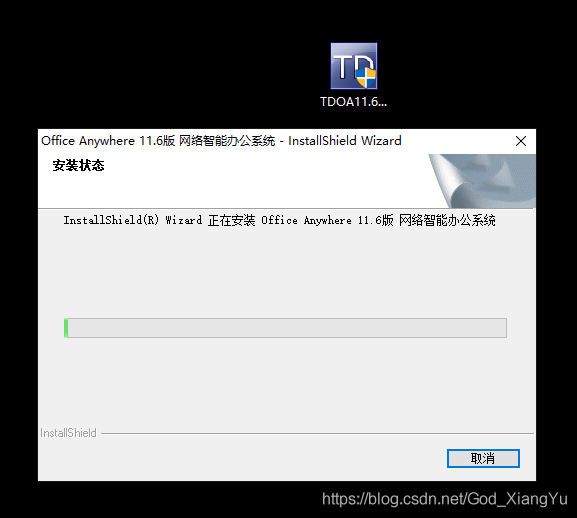 TD
TDOA11.6...
Office Anywhere 11.6版 网络智能办公系统 - InstallShield Wizard
安装状态
InstallShield(R) Wizard 正在安装 Office Anywhere 11.6版 网络智能办公系统
InstallShield
取消
https://blog.csdn.net/God_XiangYu